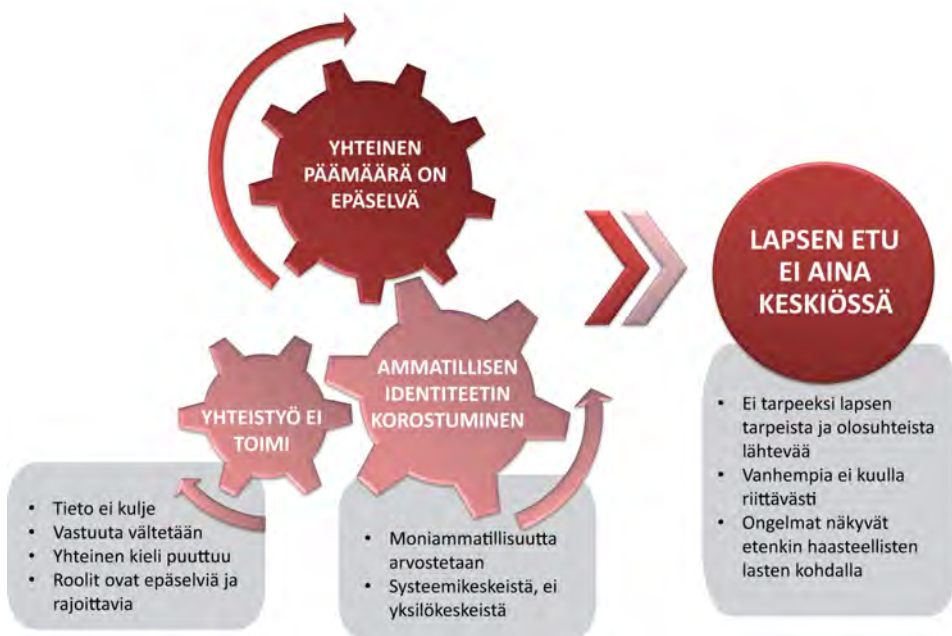 YHTEINEN
PÄÄMÄÄRÄ ON
EPÄSELVÄ
YHTEISTYÖ EI
TOIMI
AMMATILLISEN
IDENTITEETIN
KOROSTUMINEN
LAPSEN ETU
EI AINA
KESKIÖSSÄ
• Tieto ei kulje
• Vastuuta vältetään
• Yhteinen kieli puuttuu
• Roolit ovat epäselviä ja
rajoittavia
• Moniammatillisuutta
arvostetaan
• Systeemikeskeistä, ei
yksilökeskeistä
• Ei tarpeeksi lapsen
tarpeista ja olosuhteista
lähtevää
• Vanhempia ei kuulla
riittävästi
• Ongelmat näkyvät
etenkin haasteellisten
lasten kohdalla